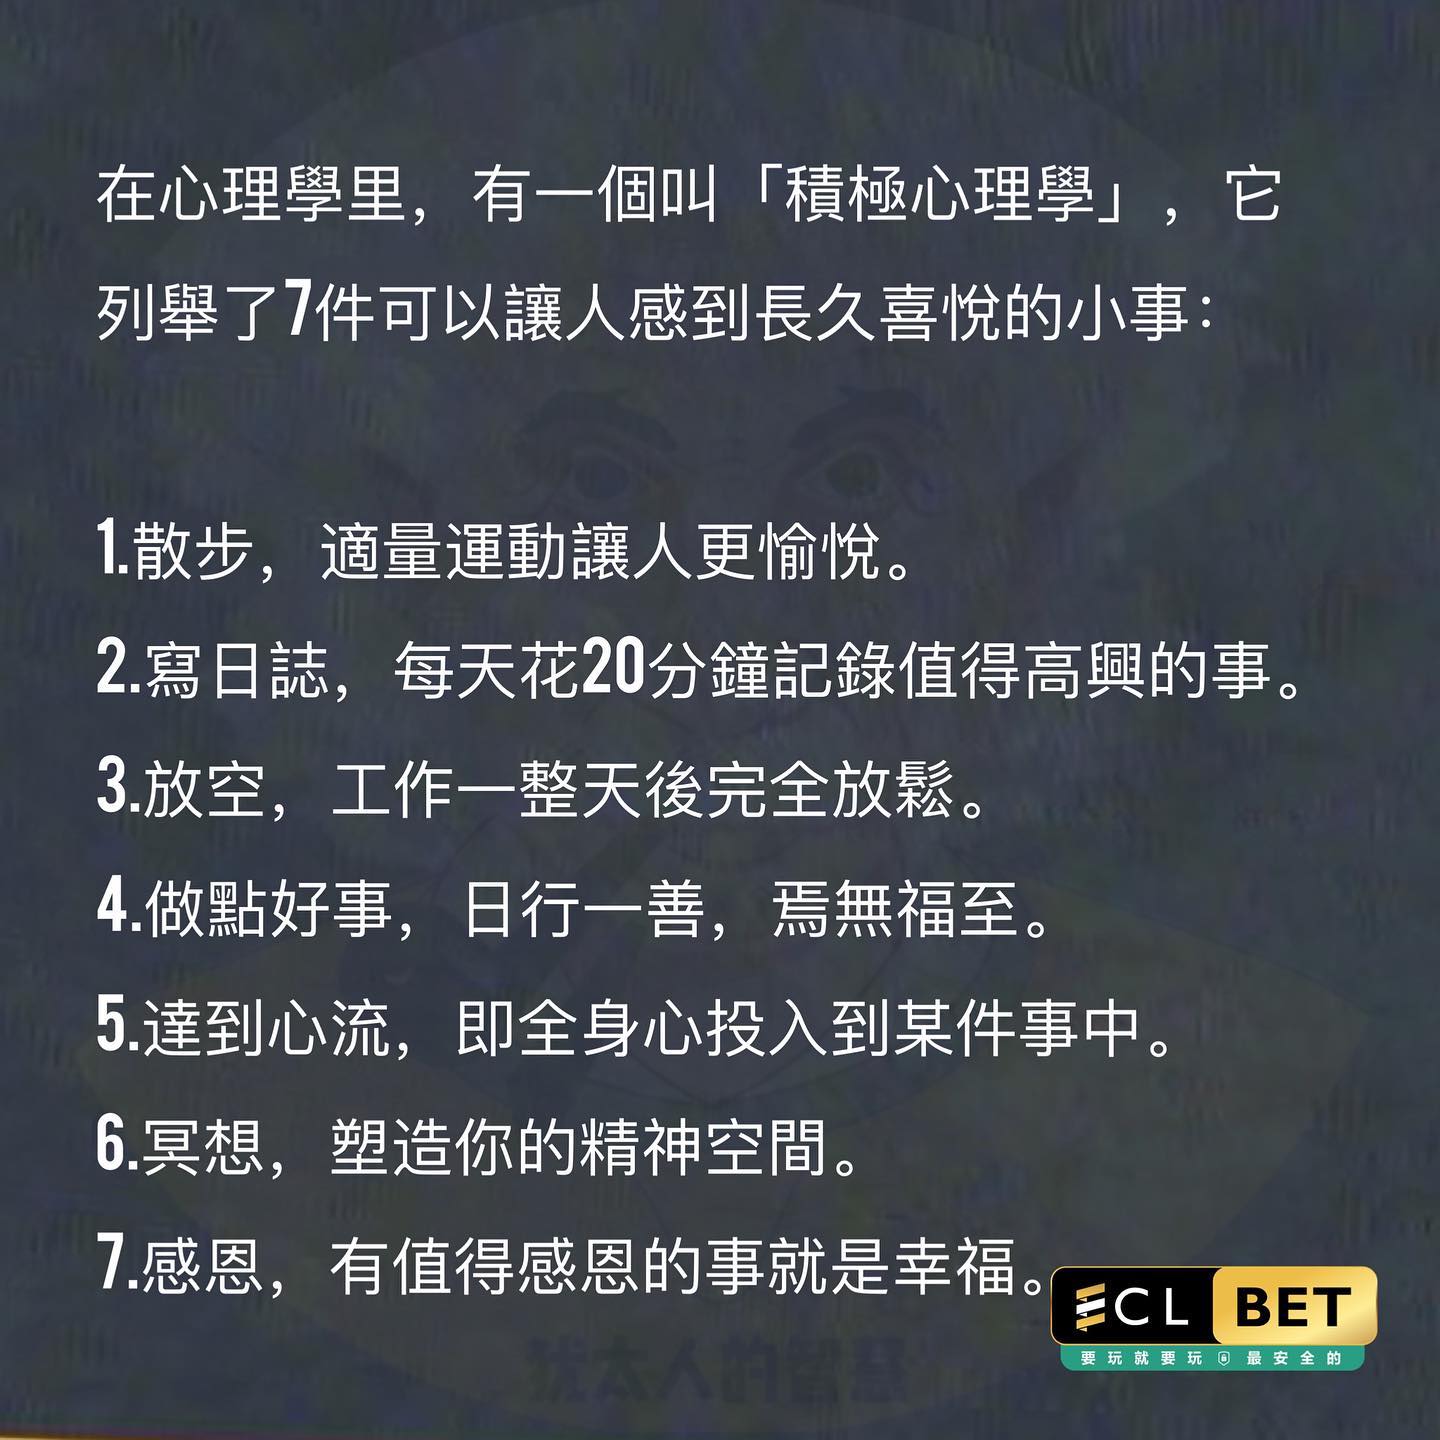 在心理學里，有一個叫「積極心理學」，它
列舉了7件可以讓人感到長久喜悅的小事：
1.散步，適量運動讓人更愉悅。
2.寫日誌，每天花20分鐘記錄值得高興的事。
3.放空，工作一整天後完全放鬆。
4.做點好事，日行一善，焉無福至。
5.達到心流，即全身心投入到某件事中。
6.冥想，塑造你的精神空間。
7.感恩，有值得感恩的事就是幸福。
ECL BET
要玩就要玩 最安全的